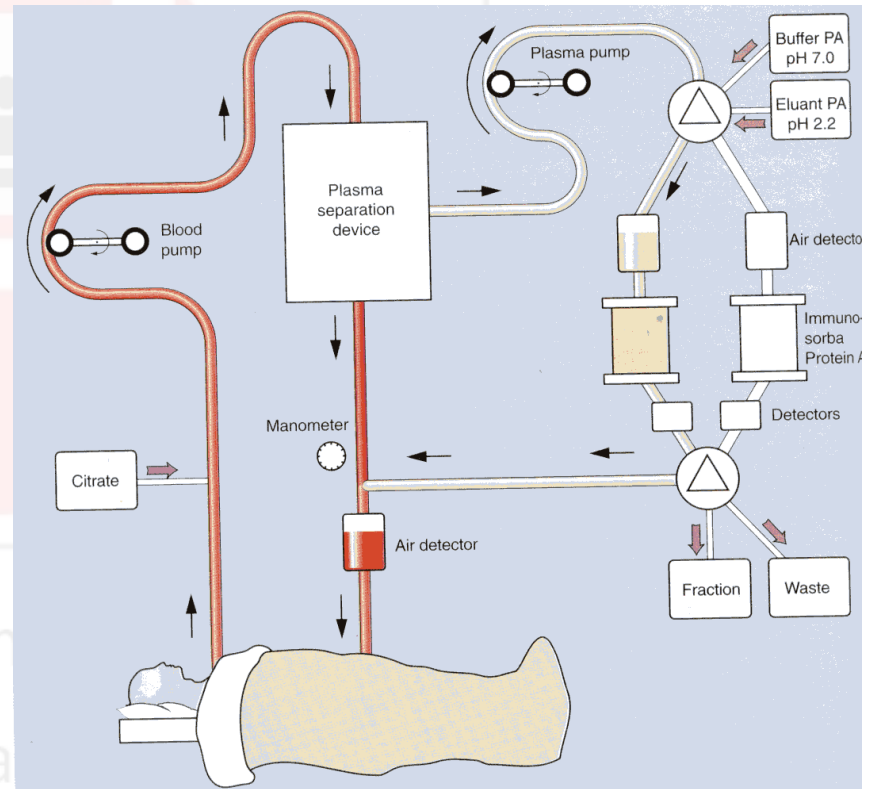 Buffer PA
pH 7.0
Plasma pump
Eluant PA
pH 2.2
Plasma
separation
device
Blood
pump
Air detecto
Immuno-
sorba
Protein A
Manometer
Detectors
Citrate
Air detector
Fraction
Waste